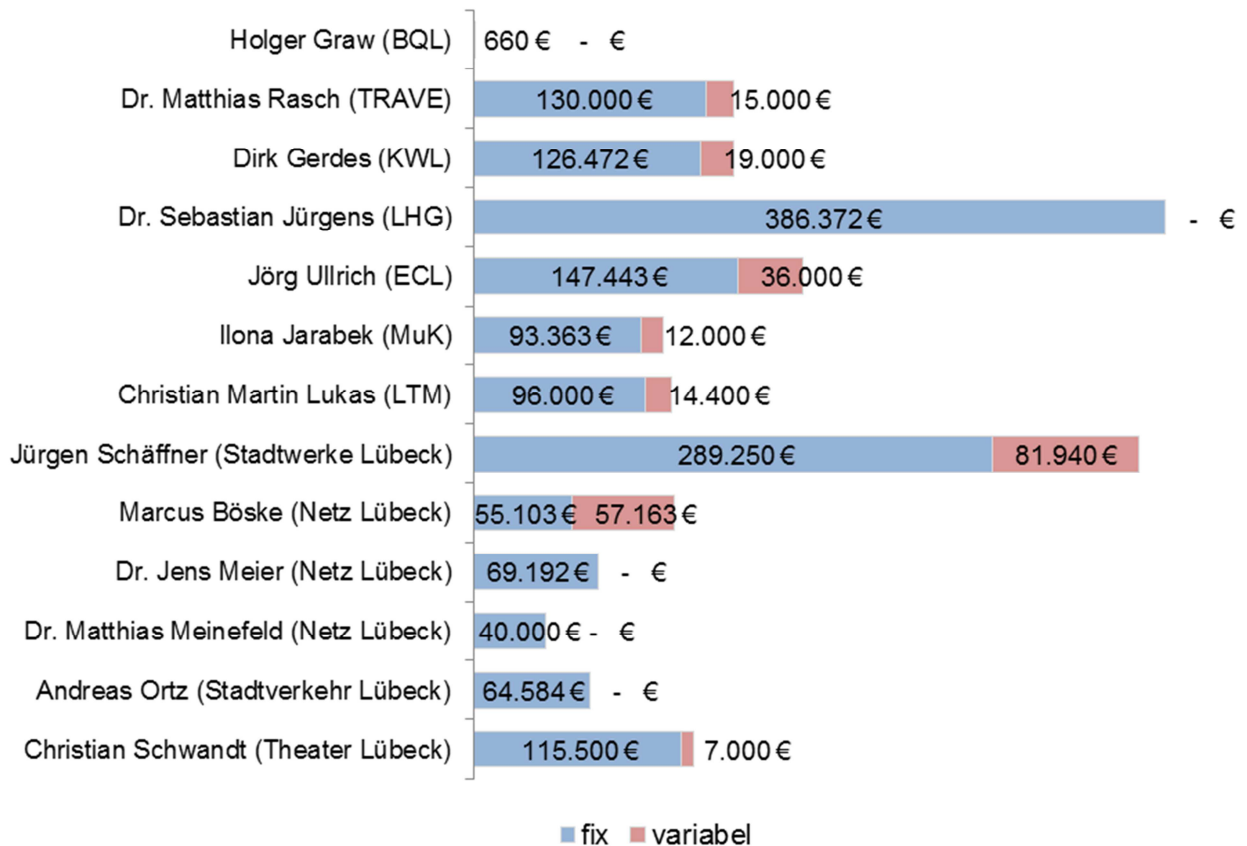 Holger Graw (BQL) 660 € - €
Dr. Matthias Rasch (TRAVE) 130.000 € 15.000 €
Dirk Gerdes (KWL) 126.472 € 19.000 €
Dr. Sebastian Jürgens (LHG) 386.372 € - €
Jörg Ullrich (ECL) 147.443 € 36.000 €
Ilona Jarabek (MuK) 93.363 € 12.000 €
Christian Martin Lukas (LTM) 96.000 € 14.400 €
Jürgen Schäffner (Stadtwerke Lübeck) 289.250 € 81.940 €
Marcus Böske (Netz Lübeck) 55.103 € 57.163 €
Dr. Jens Meier (Netz Lübeck) 69.192 € - €
Dr. Matthias Meinefeld (Netz Lübeck) 40.000 € - €
Andreas Ortz (Stadtverkehr Lübeck) 64.584 € - €
Christian Schwandt (Theater Lübeck) 115.500 € 7.000 €
fix variabel